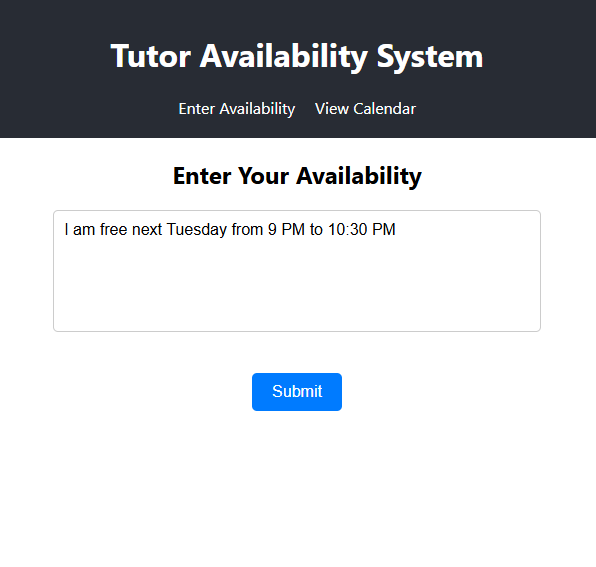 Tutor Availability System
Enter Availability View Calendar
Enter Your Availability
I am free next Tuesday from 9 PM to 10:30 PM
Submit